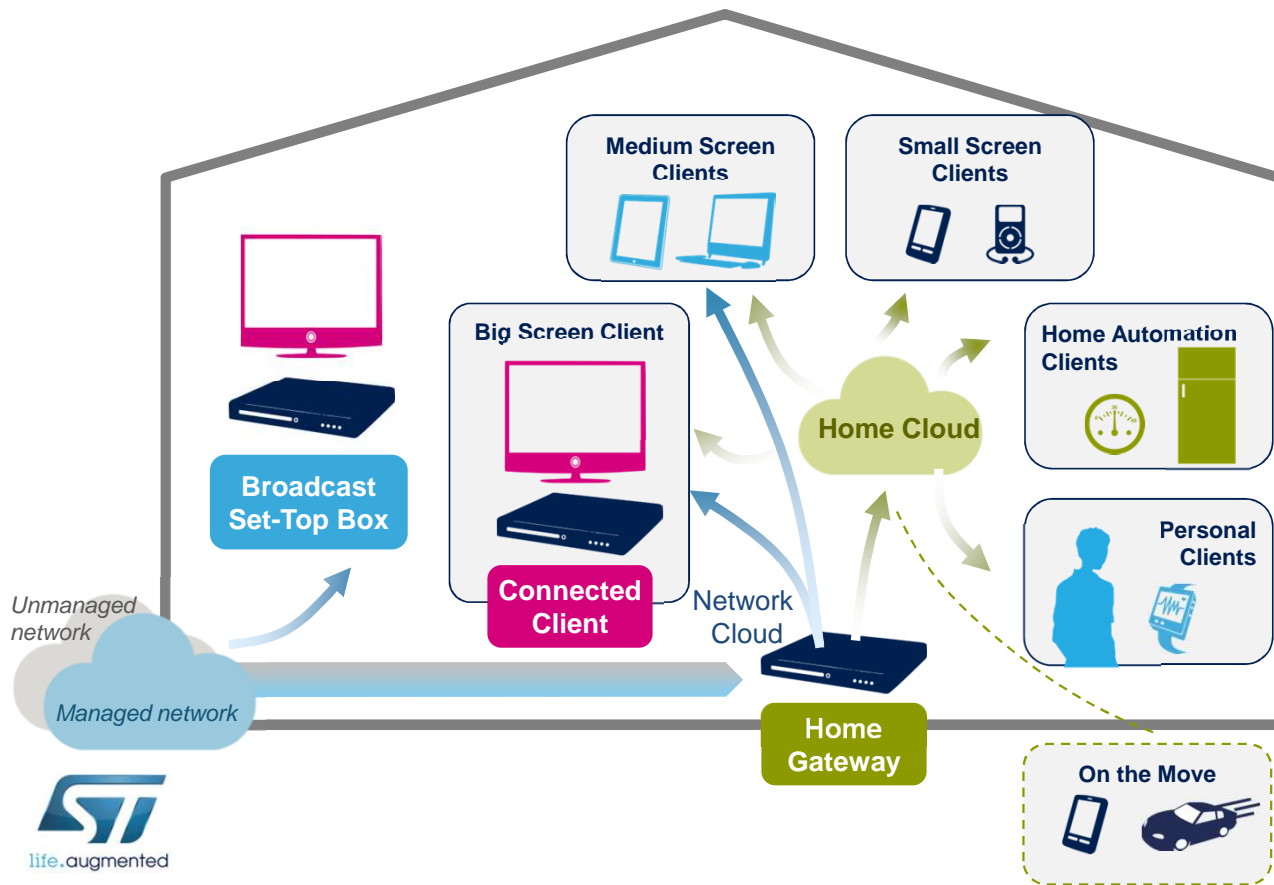 Medium Screen
Clients
Small Screen
Clients
Big Screen Client
Home Automation
Clients
Home Cloud
Broadcast
Set-Top Box
Personal
Clients
Connected
Client
Network
Cloud
Unmanaged
network
Managed network
Home
Gateway
On the Move
ST
life.augmented